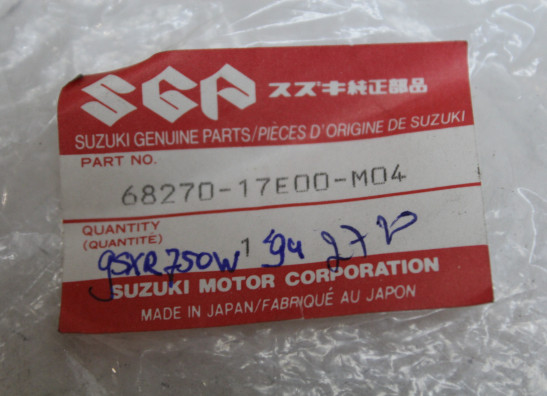 SGP スズキ純正部品
SUZUKI GENUINE PARTS/PIÈCES D'ORIGINE DE SUZUKI
PART NO.
68270-17E00-M04
QUANTITY
(QUANTITÉ)
1
gSXR750W '94
SUZUKI MOTOR CORPORATION
MADE IN JAPAN/FABRIQUÉ AU JAPON